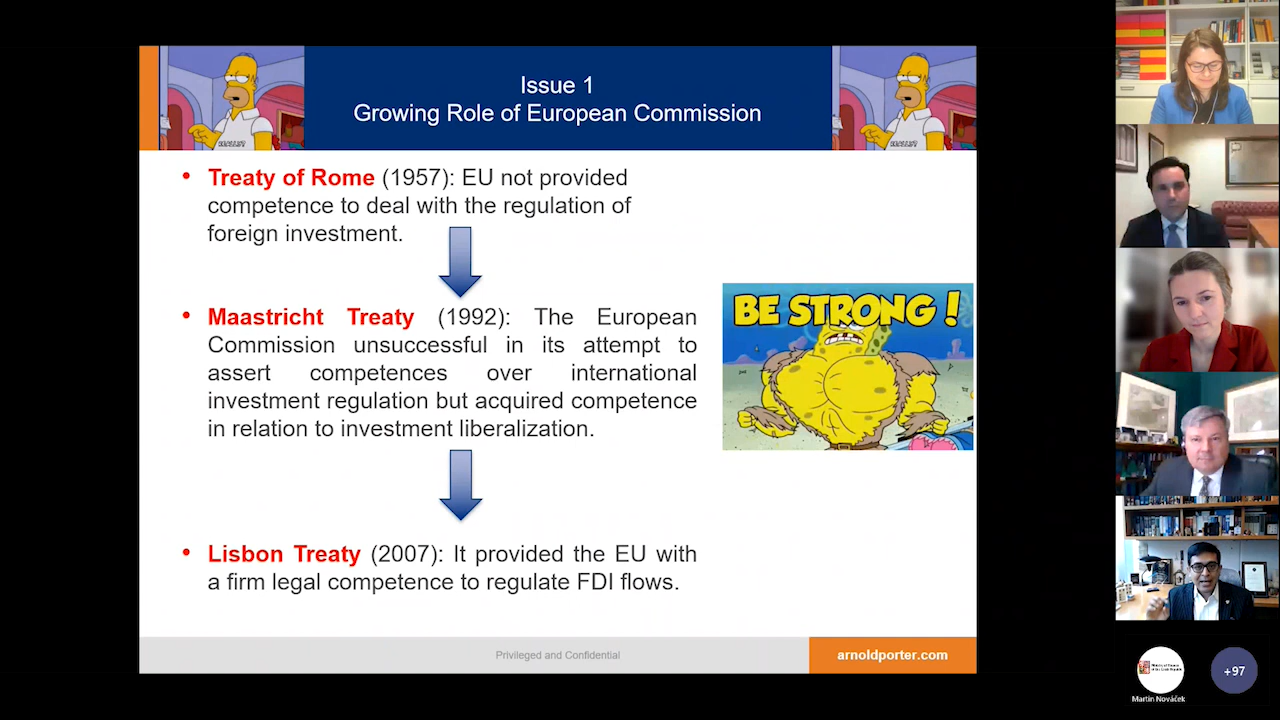 Issue 1
Growing Role of European Commission
• Treaty of Rome (1957): EU not provided
competence to deal with the regulation of
foreign investment.
• Maastricht Treaty (1992): The European
Commission unsuccessful in its attempt to
assert competences over international
investment regulation but acquired competence
in relation to investment liberalization.
BE STRONG!
• Lisbon Treaty (2007): It provided the EU with
a firm legal competence to regulate FDI flows.
Privileged and Confidential
arnoldporter.com
Martin Nováček
+97